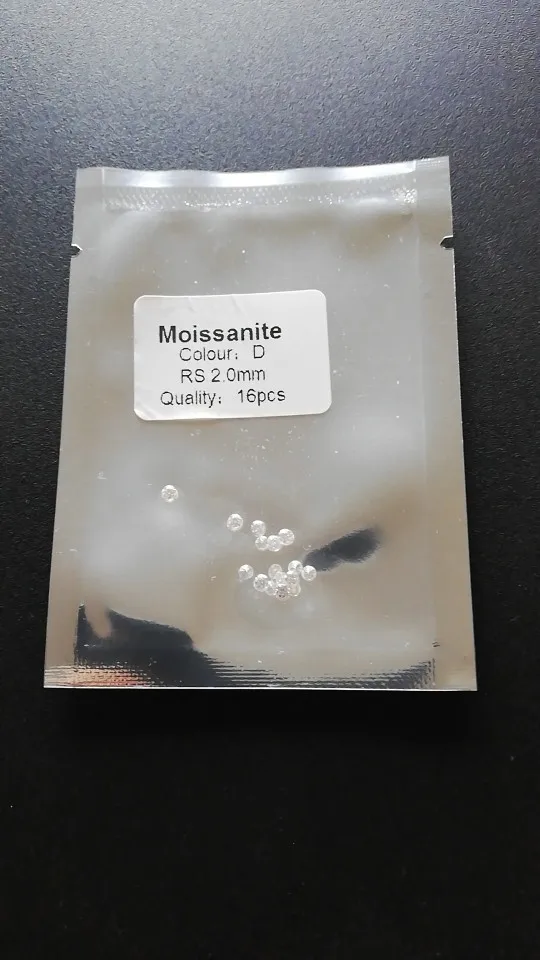 Moissanite
Colour： D
RS 2.0mm
Quality： 16pcs